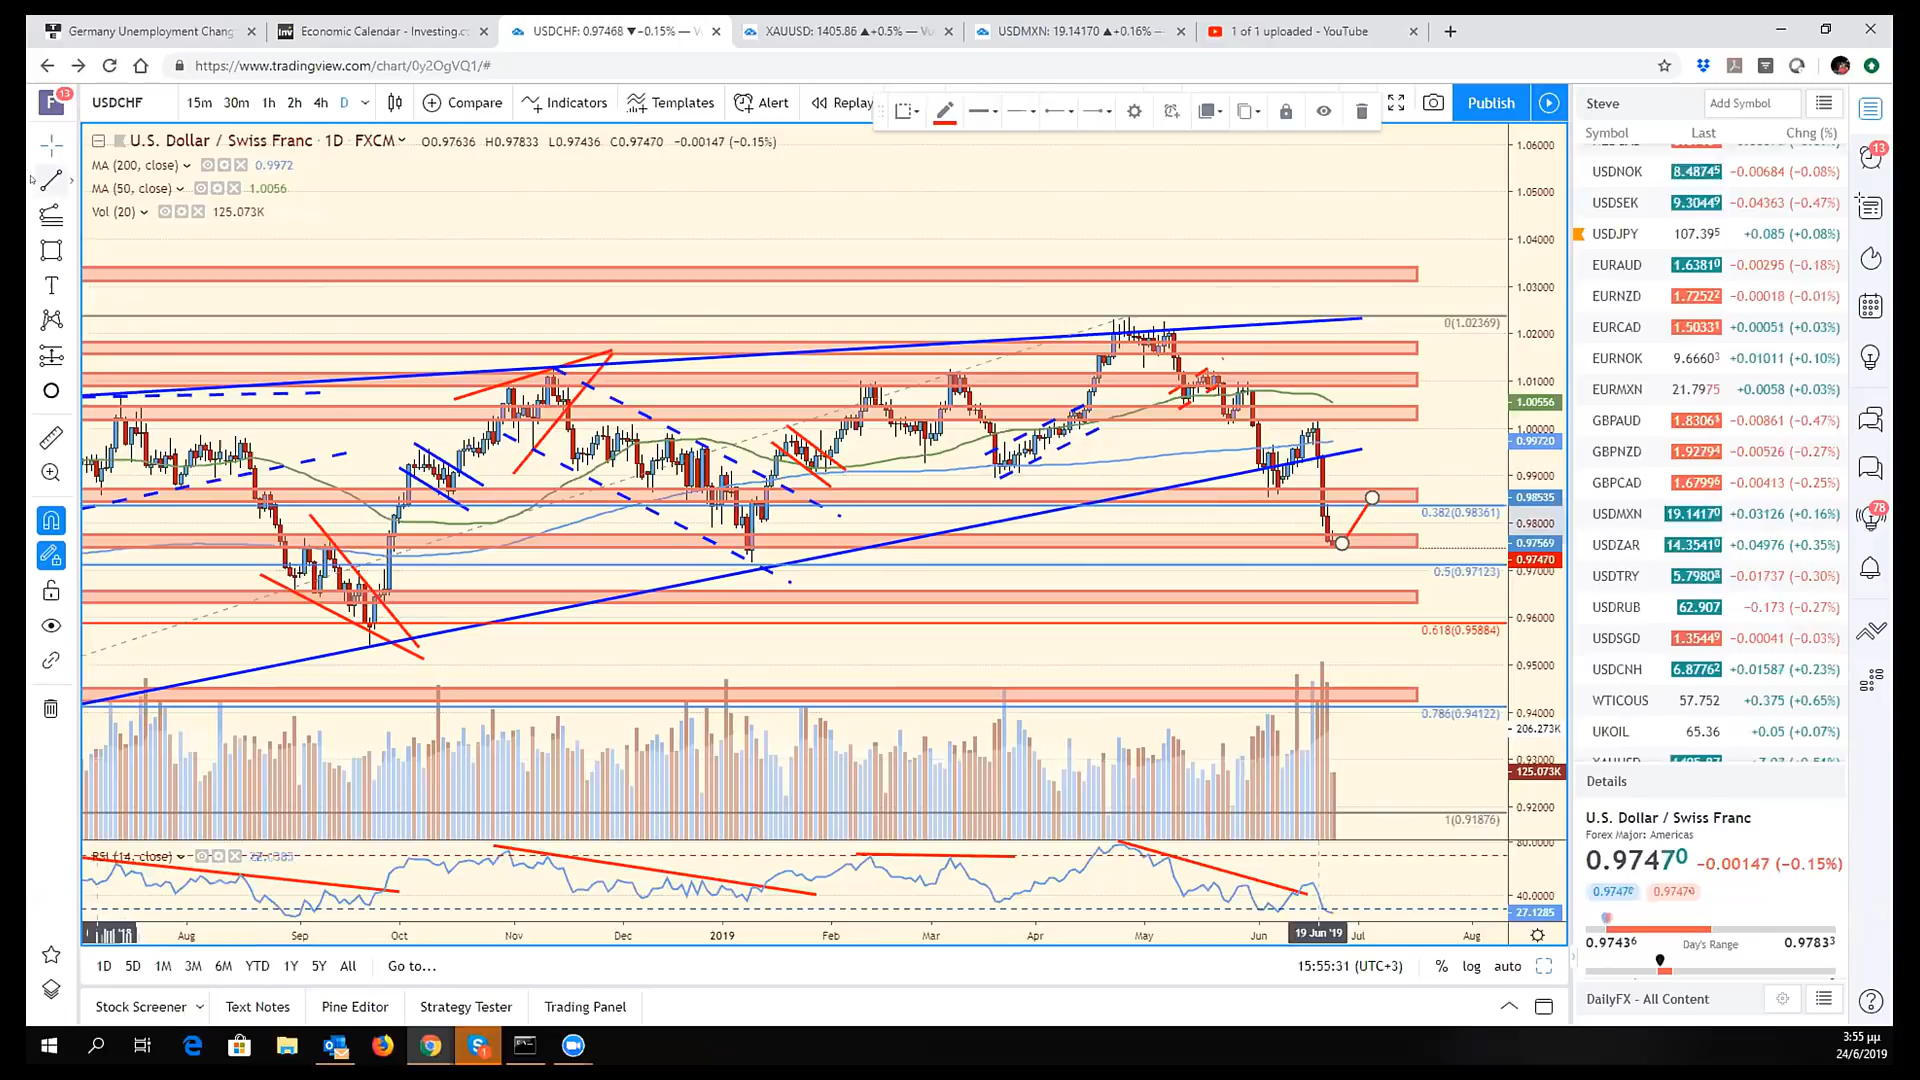 Germany Unemployment Chang
Economic Calendar - Investing.c
USDCHF: 0.97468 ▼−0.15% —
XAUUSD: 1405.86 ▲+0.5% —
USDMXN: 19.14170 ▲+0.16% —
1 of 1 uploaded - YouTube
https://www.tradingview.com/chart/0y2OgVQ1/#
F 13
USDCHF 15m 30m 1h 2h 4h D Compare Indicators Templates Alert Replay Publish
U.S. Dollar / Swiss Franc · 1D · FXCM O0.97636 H0.97833 L0.97436 C0.97470 −0.00147 (−0.15%)
MA (200, close) 0.9972
MA (50, close) 1.0056
Vol (20) 125.073K
0(1.02369)
0.382(0.98361)
0.5(0.97123)
0.618(0.95884)
0.786(0.94122)
1(0.91876)
1.06000
1.05000
1.04000
1.03000
1.02000
1.01000
1.00556
1.00000
0.99720
0.99000
0.98535
0.98000
0.97569
0.97470
0.97000
0.96000
0.95000
0.94000
206.273K
0.93000
125.073K
0.92000
RSI (14, close)
80.0000
40.0000
27.1285
Aug Sep Oct Nov Dec 2019 Feb Mar Apr May Jun 19 Jun '19 Jul Aug
1D 5D 1M 3M 6M YTD 1Y 5Y All Go to... 15:55:31 (UTC+3) % log auto
Stock Screener Text Notes Pine Editor Strategy Tester Trading Panel
Steve Add Symbol
Symbol Last Chng (%)
USDNOK 8.48745 −0.00684 (−0.08%)
USDSEK 9.30449 −0.04363 (−0.47%)
USDJPY 107.395 +0.085 (+0.08%)
EURAUD 1.63810 −0.00295 (−0.18%)
EURNZD 1.72522 −0.00018 (−0.01%)
EURCAD 1.50331 +0.00051 (+0.03%)
EURNOK 9.66603 +0.01011 (+0.10%)
EURMXN 21.7975 +0.0058 (+0.03%)
GBPAUD 1.83061 −0.00861 (−0.47%)
GBPNZD 1.92794 −0.00526 (−0.27%)
GBPCAD 1.67996 −0.00413 (−0.25%)
USDMXN 19.14170 +0.03126 (+0.16%)
USDZAR 14.35410 +0.04976 (+0.35%)
USDTRY 5.79808 −0.01737 (−0.30%)
USDRUB 62.907 −0.173 (−0.27%)
USDSGD 1.35449 −0.00041 (−0.03%)
USDCNH 6.87762 +0.01587 (+0.23%)
WTICOUS 57.752 +0.375 (+0.65%)
UKOIL 65.36 +0.05 (+0.07%)
Details
U.S. Dollar / Swiss Franc
Forex Major: Americas
0.97470 −0.00147 (−0.15%)
0.97470 0.97470
0.97436 Day's Range 0.97833
DailyFX - All Content
13
78
3:55 μμ
24/6/2019